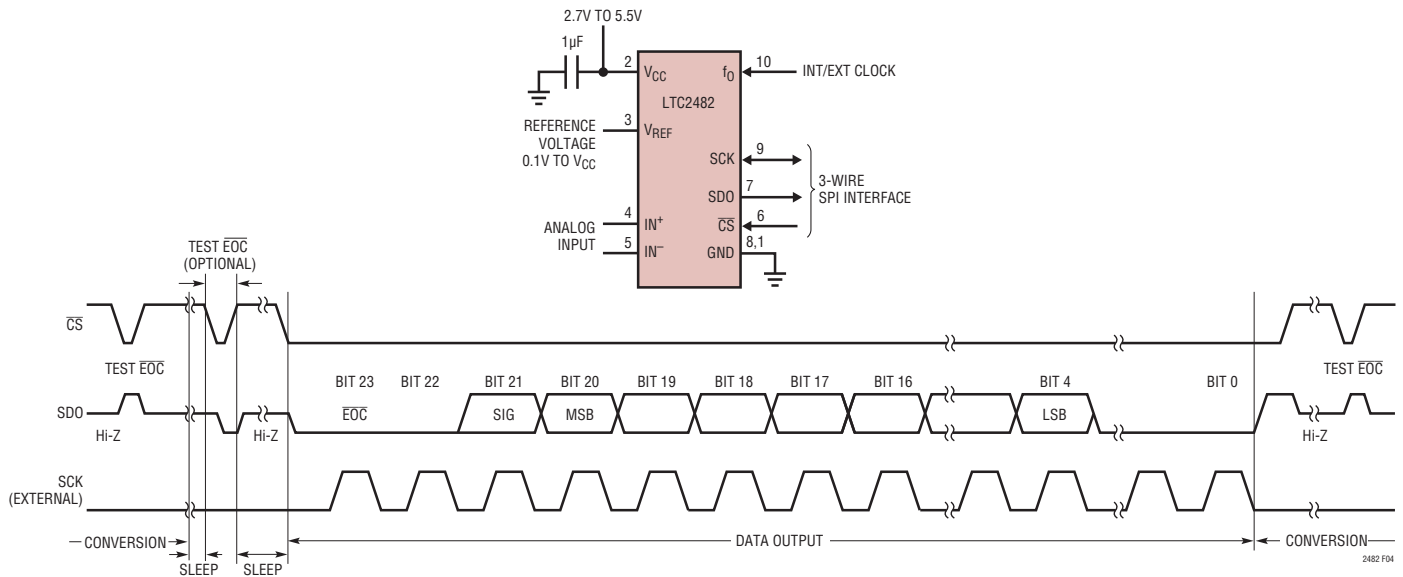 2.7V TO 5.5V
1µF
2
VCC
fO
10
INT/EXT CLOCK
LTC2482
REFERENCE
VOLTAGE
0.1V TO VCC
3
VREF
SCK
9
SDO
7
CS
6
3-WIRE
SPI INTERFACE
ANALOG
INPUT
4
IN+
5
IN–
GND
8,1
TEST EOC
(OPTIONAL)
CS
TEST EOC
TEST EOC
BIT 23
BIT 22
BIT 21
BIT 20
BIT 19
BIT 18
BIT 17
BIT 16
BIT 4
BIT 0
SDO
EOC
SIG
MSB
LSB
Hi-Z
Hi-Z
Hi-Z
SCK
(EXTERNAL)
CONVERSION
DATA OUTPUT
CONVERSION
SLEEP
SLEEP
2482 F04